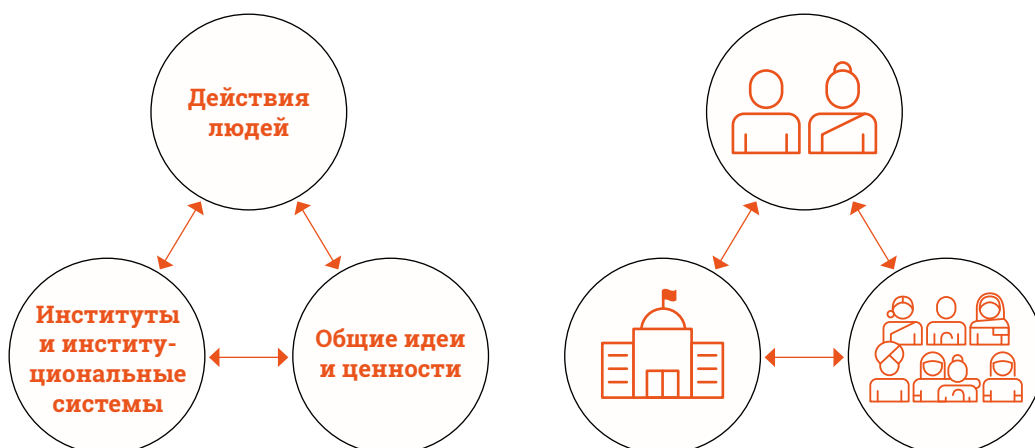 Действия
людей
Институты
и институ-
циональные
системы
Общие идеи
и ценности